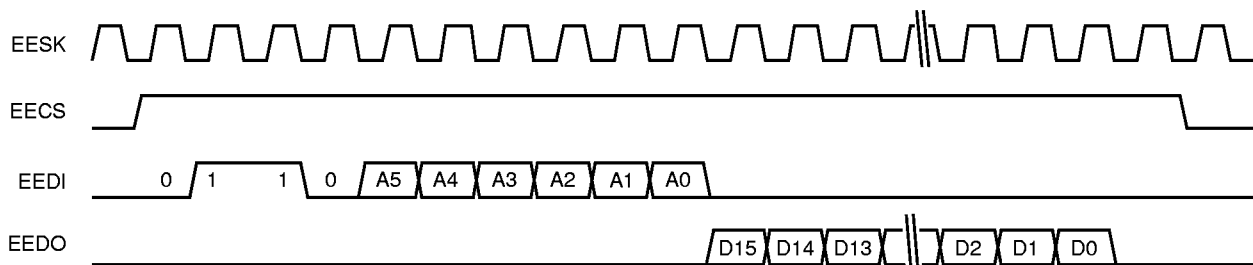 EESK
EECS
EEDI 0 1 1 0 A5 A4 A3 A2 A1 A0
EEDO D15 D14 D13 D2 D1 D0